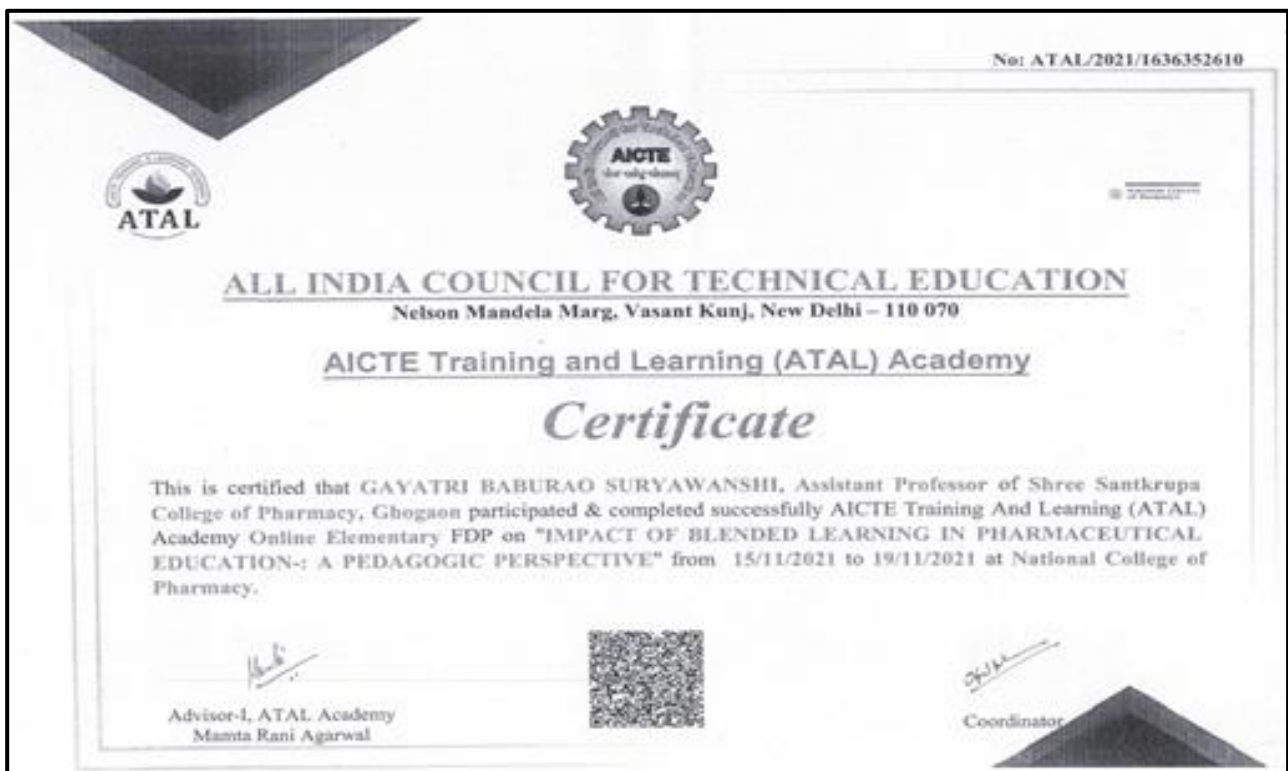 No: ATAL/2021/1636352610
AICTE
ATAL
of Pharmacy
ALL INDIA COUNCIL FOR TECHNICAL EDUCATION
Nelson Mandela Marg, Vasant Kunj, New Delhi – 110 070
AICTE Training and Learning (ATAL) Academy
Certificate
This is certified that GAYATRI BABURAO SURYAWANSHI, Assistant Professor of Shree Santkrupa
College of Pharmacy, Ghogaon participated & completed successfully AICTE Training And Learning (ATAL)
Academy Online Elementary FDP on "IMPACT OF BLENDED LEARNING IN PHARMACEUTICAL
EDUCATION-: A PEDAGOGIC PERSPECTIVE" from 15/11/2021 to 19/11/2021 at National College of
Pharmacy.
Advisor-I, ATAL Academy
Mamta Rani Agarwal
Coordinator